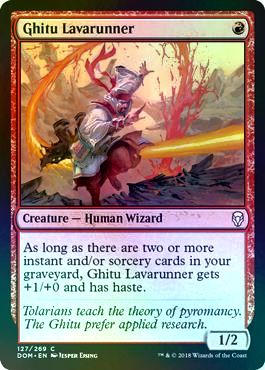 Ghitu Lavarunner
Creature — Human Wizard
As long as there are two or more
instant and/or sorcery cards in your
graveyard, Ghitu Lavarunner gets
+1/+0 and has haste.
Tolarians teach the theory of pyromancy.
The Ghitu prefer applied research.
1/2
127/269 C
DOM • EN Jesper Ejsing
™ & © 2018 Wizards of the Coast